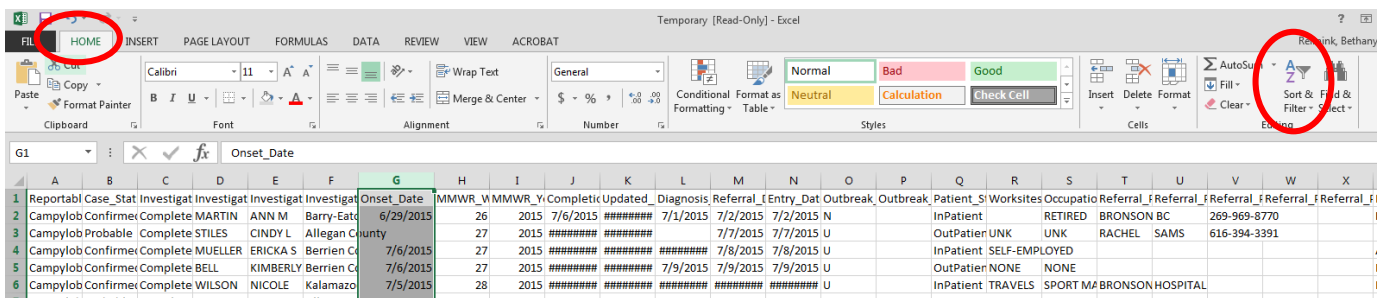 Temporary [Read-Only] - Excel ?
HOME INSERT PAGE LAYOUT FORMULAS DATA REVIEW VIEW ACROBAT
Cut
Copy
Format Painter
Paste
Clipboard
Calibri 11
B I U
Font
Wrap Text
Merge & Center
Alignment
General
$ % ,
Number
Conditional Formatting
Format as Table
Normal Bad Good
Neutral Calculation Check Cell
Styles
Insert Delete Format
Cells
AutoSum
Fill
Clear
Sort & Filter
Find & Select
Editing
G1 fx Onset_Date
A B C D E F G H I J K L M N O P Q R S T U V W X
1 Reportabl Case_Stat Investigat Investigat Investigat Investigat Onset_Date MMWR_W MMWR_Y Completic Updated_ Diagnosis_ Referral_ Entry_Dat Outbreak_ Outbreak_ Patient_St Worksites Occupatio Referral_ Referral_ Referral_ Referral_ Referral_
2 Campylob Confirmed Complete MARTIN ANN M Barry-Eato 6/29/2015 26 2015 7/6/2015 ######## 7/1/2015 7/2/2015 7/2/2015 N InPatient RETIRED BRONSON BC 269-969-8770
3 Campylob Probable Complete STILES CINDY L Allegan County 27 2015 ######## ######## 7/7/2015 7/7/2015 U OutPatien UNK UNK RACHEL SAMS 616-394-3391
4 Campylob Confirmed Complete MUELLER ERICKA S Berrien Co 7/6/2015 27 2015 ######## ######## ######## 7/8/2015 7/8/2015 U InPatient SELF-EMPLOYED
5 Campylob Confirmed Complete BELL KIMBERLY Berrien Co 7/6/2015 27 2015 ######## ######## 7/9/2015 7/9/2015 7/9/2015 U OutPatien NONE NONE
6 Campylob Confirmed Complete WILSON NICOLE Kalamazo 7/5/2015 28 2015 ######## ######## ######## ######## ######## U InPatient TRAVELS SPORT MA BRONSON HOSPITAL